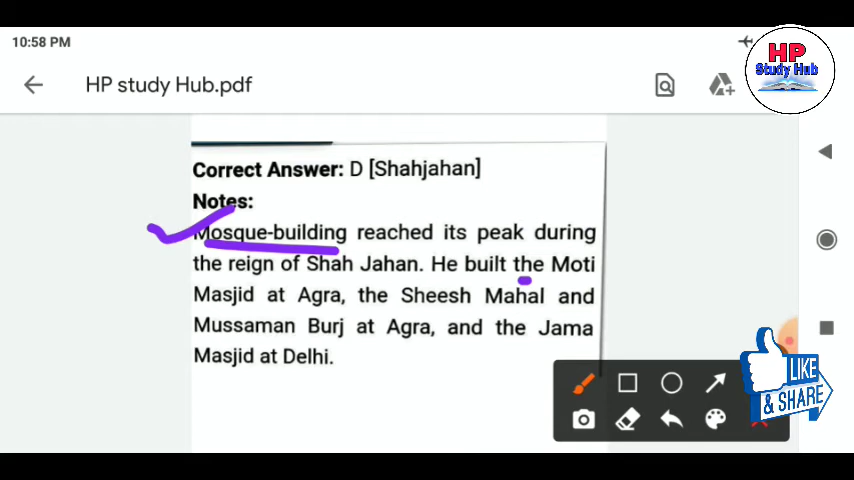 10:58 PM
HP
Study Hub
HP study Hub.pdf
Correct Answer: D [Shahjahan]
Notes:
Mosque-building reached its peak during
the reign of Shah Jahan. He built the Moti
Masjid at Agra, the Sheesh Mahal and
Mussaman Burj at Agra, and the Jama
Masjid at Delhi.
LIKE
& SHARE